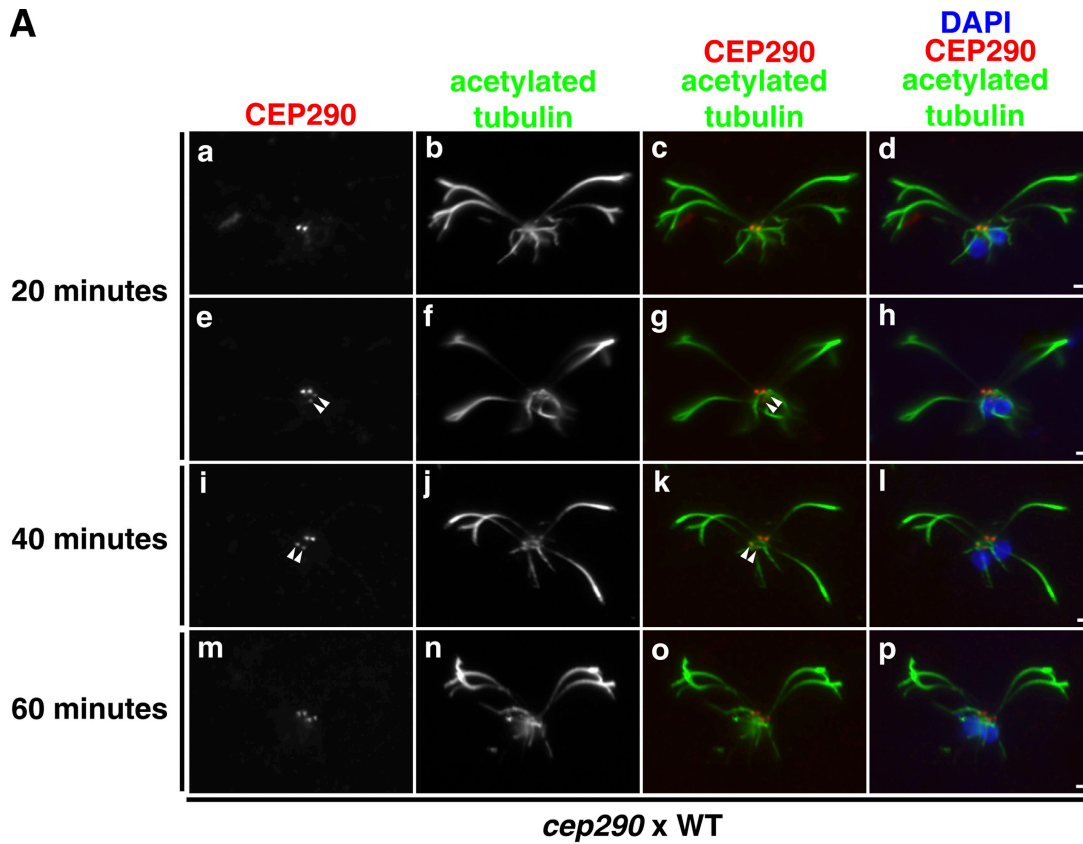 A
DAPI
CEP290
CEP290
acetylated
acetylated
acetylated
CEP290
tubulin
tubulin
tubulin
a
b
c
d
20 minutes
e
f
g
h
i
j
k
l
40 minutes
m
n
o
p
60 minutes
cep290 x WT